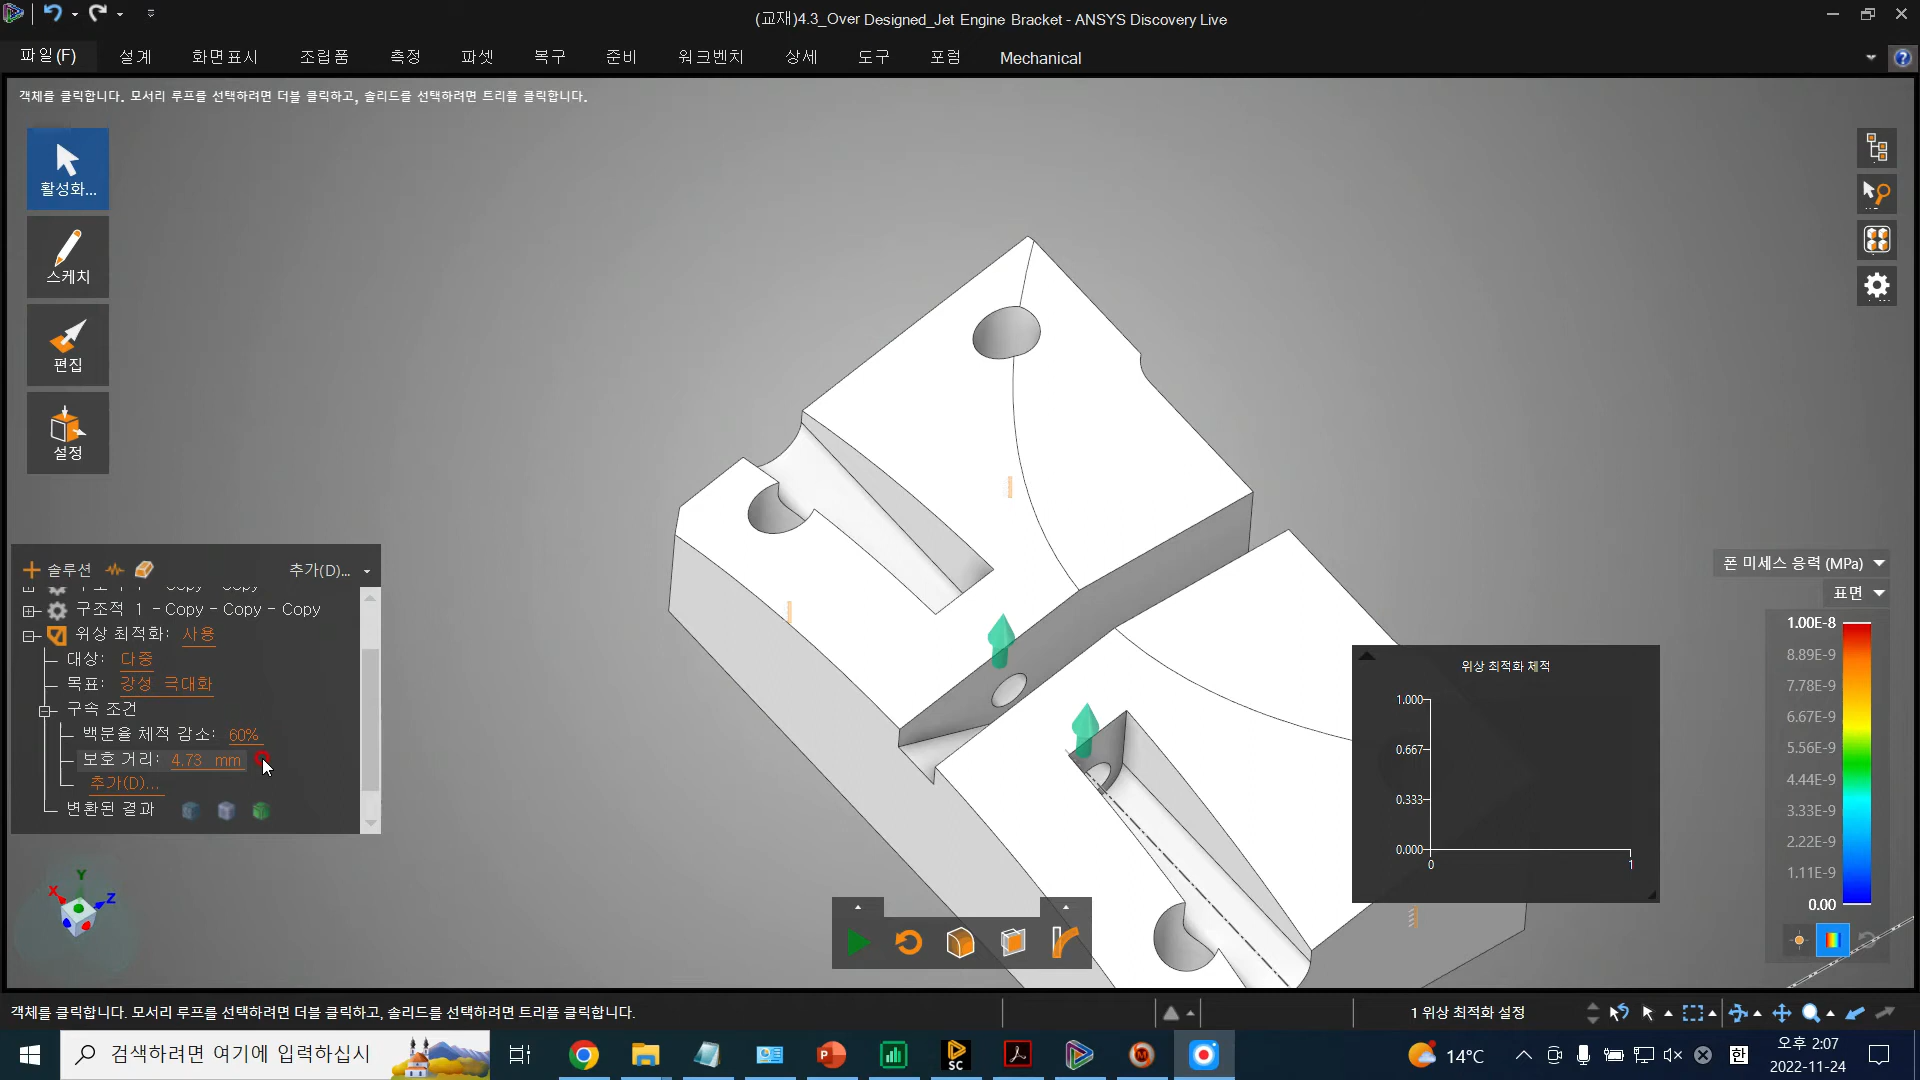 (교재)4.3_Over Designed_Jet Engine Bracket - ANSYS Discovery Live
파일(F) 설계 화면표시 조립품 측정 파셋 복구 준비 워크벤치 상세 도구 포럼 Mechanical
객체를 클릭합니다. 모서리 루프를 선택하려면 더블 클릭하고, 솔리드를 선택하려면 트리플 클릭합니다.
활성화...
스케치
편집
설정
솔루션 추가(D)...
구조적 1 - Copy - Copy - Copy
위상 최적화: 사용
대상: 다중
목표: 강성 극대화
구속 조건
백분율 체적 감소: 60%
보호 거리: 4.73 mm
추가(D)...
변환된 결과
X Y Z
위상 최적화 체적
1.000
0.667
0.333
0.000
0 1
폰 미세스 응력 (MPa)
표면
1.00E-8
8.89E-9
7.78E-9
6.67E-9
5.56E-9
4.44E-9
3.33E-9
2.22E-9
1.11E-9
0.00
객체를 클릭합니다. 모서리 루프를 선택하려면 더블 클릭하고, 솔리드를 선택하려면 트리플 클릭합니다.
1 위상 최적화 설정
검색하려면 여기에 입력하십시
SC
14°C
한
오후 2:07
2022-11-24